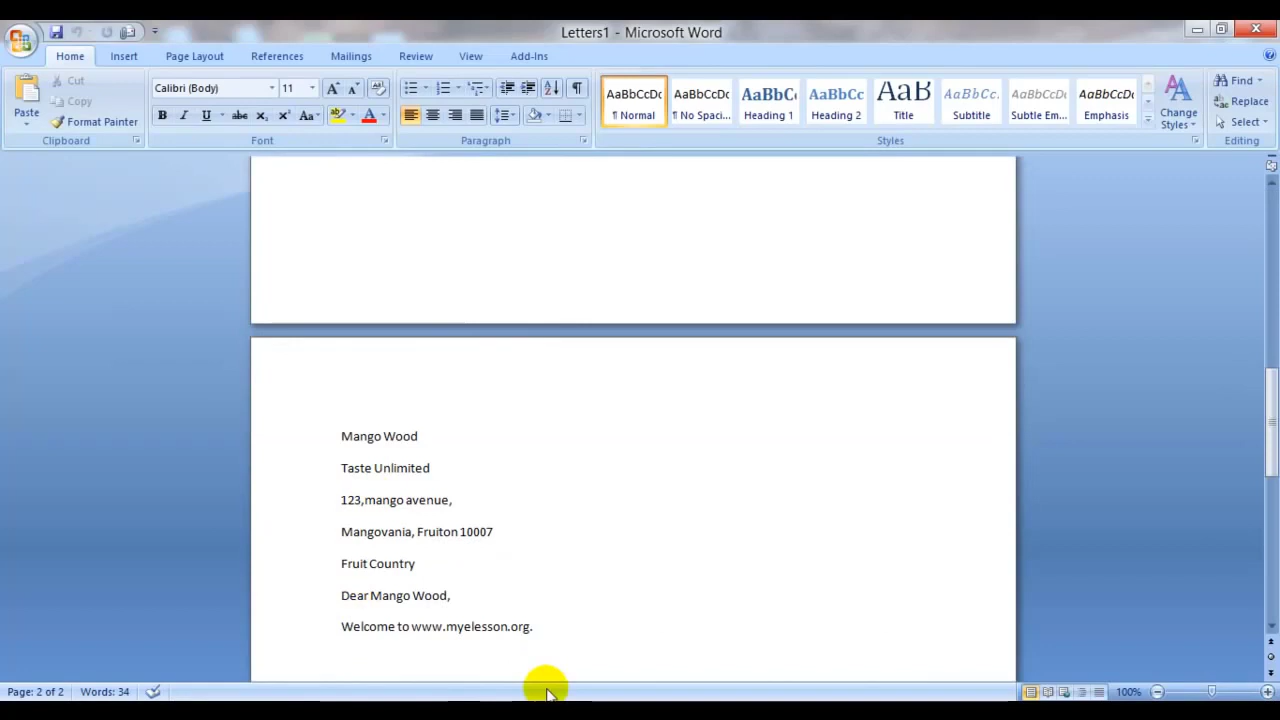 Letters1 - Microsoft Word
Home Insert Page Layout References Mailings Review View Add-Ins
Paste
Cut
Copy
Format Painter
Clipboard
Calibri (Body) 11
B I U abc x₂ x² Aa A
Font
Paragraph
AaBbCcDc AaBbCcDc AaBbCc AaBbCc AaB AaBbCc. AaBbCcDc AaBbCcDc
¶ Normal ¶ No Spaci... Heading 1 Heading 2 Title Subtitle Subtle Em... Emphasis
Change Styles
Styles
Find
Replace
Select
Editing
Mango Wood
Taste Unlimited
123,mango avenue,
Mangovania, Fruiton 10007
Fruit Country
Dear Mango Wood,
Welcome to www.myelesson.org.
Page: 2 of 2 Words: 34 100%